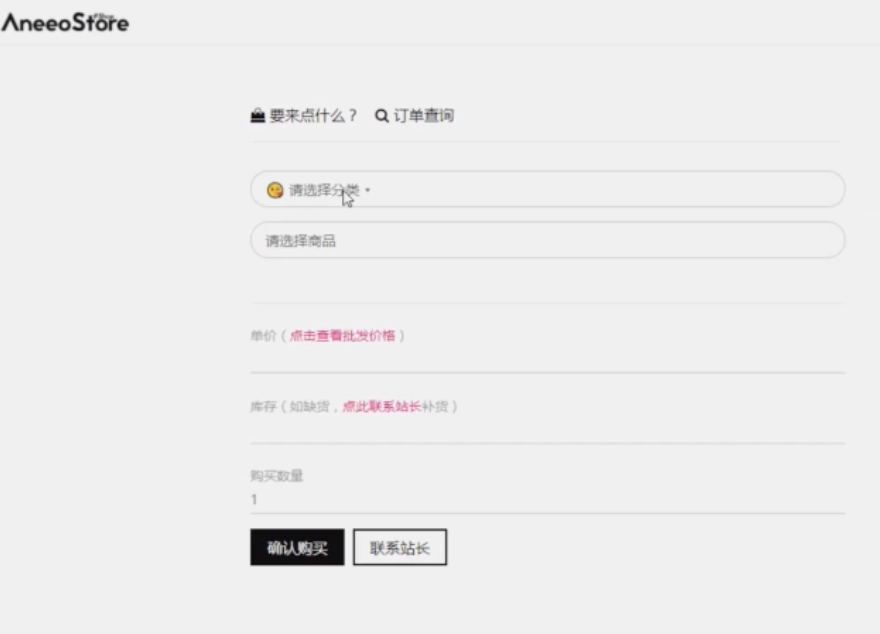 AneeoStore
要来点什么？ 订单查询
请选择分类
请选择商品
单价（点击查看批发价格）
库存（如缺货，点此联系站长补货）
购买数量
1
确认购买 联系站长